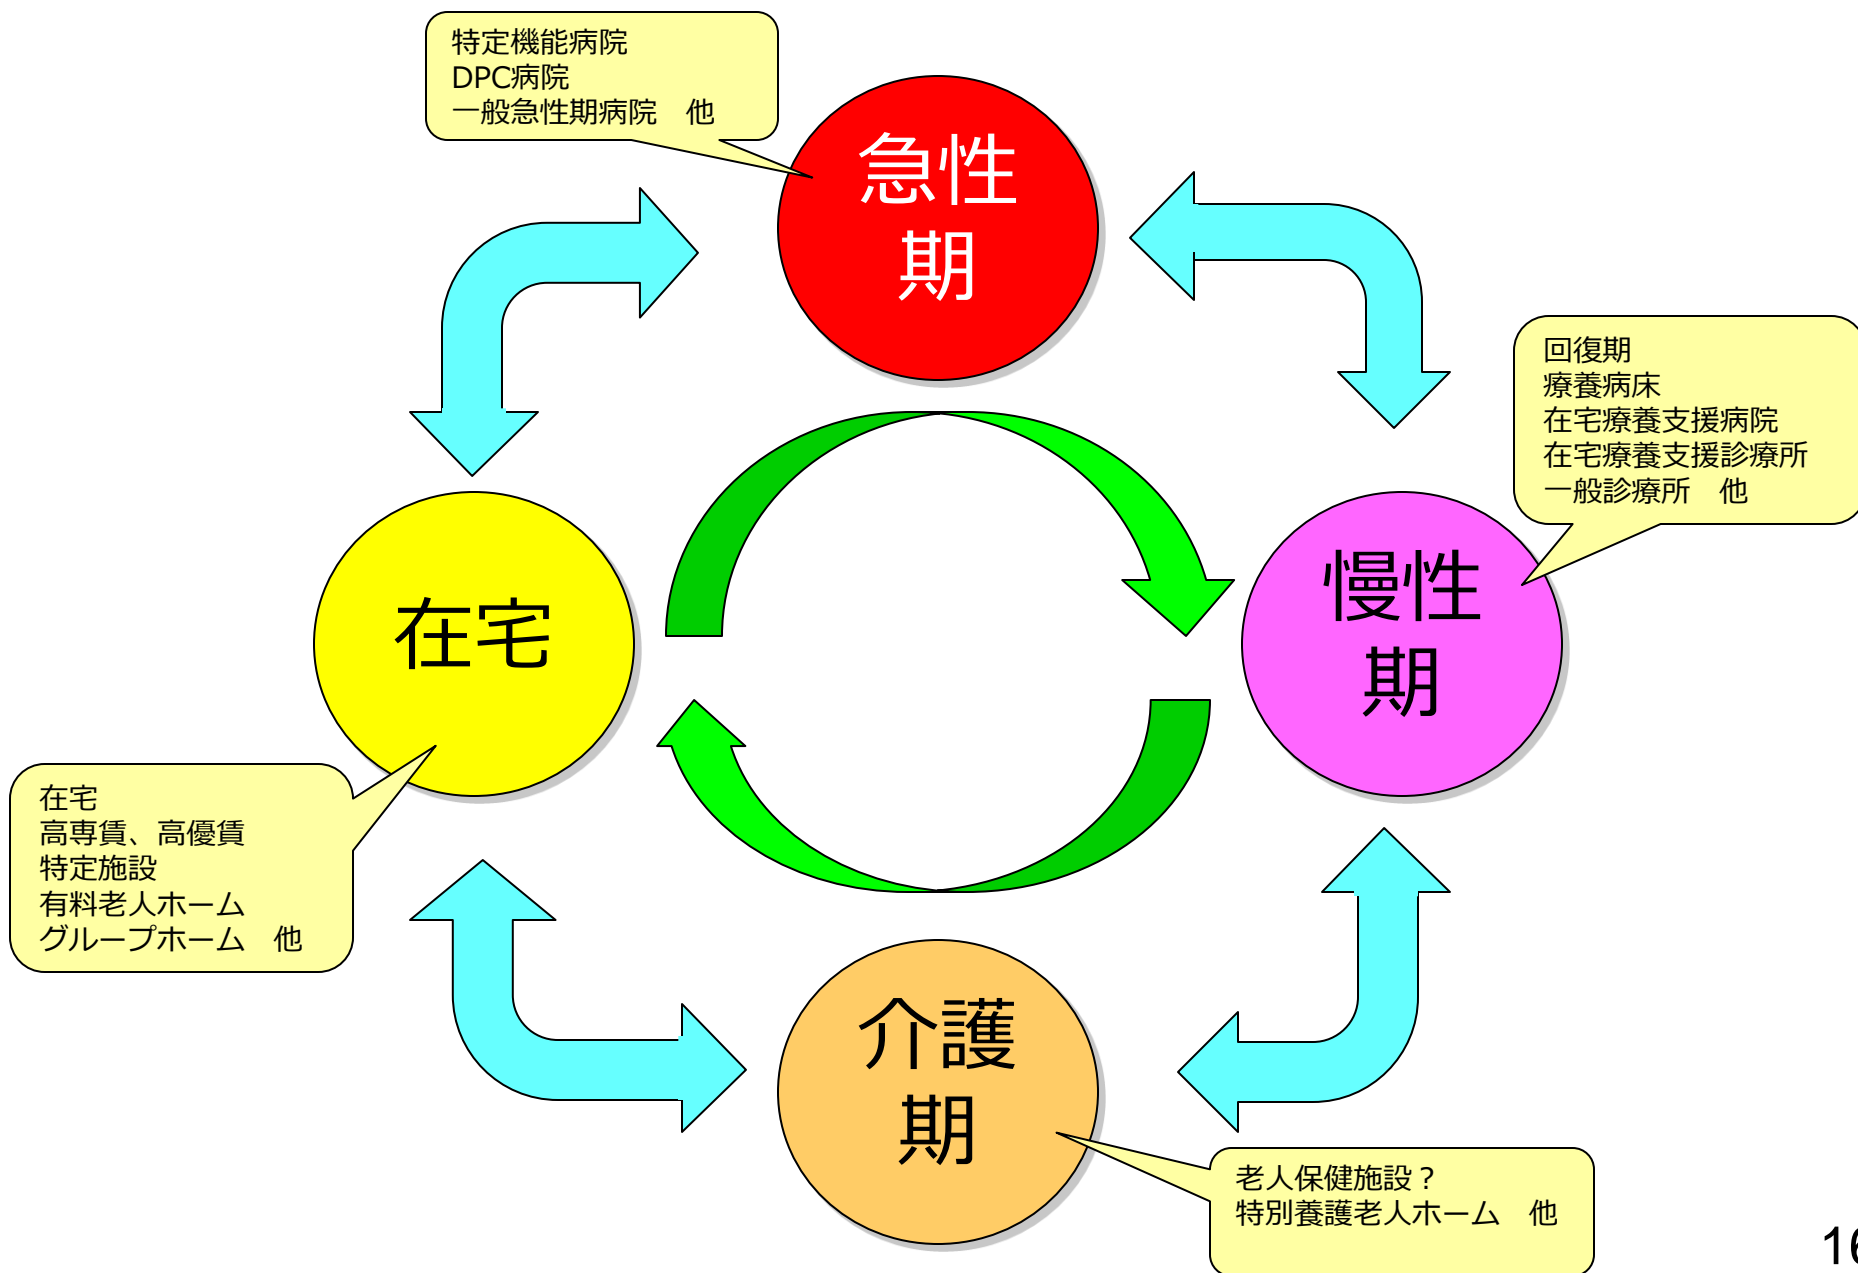 特定機能病院
DPC病院
一般急性期病院　他
急性
期
回復期
療養病床
在宅療養支援病院
在宅療養支援診療所
一般診療所　他
慢性
期
在宅
在宅
高専賃、高優賃
特定施設
有料老人ホーム
グループホーム　他
介護
期
老人保健施設？
特別養護老人ホーム　他
16